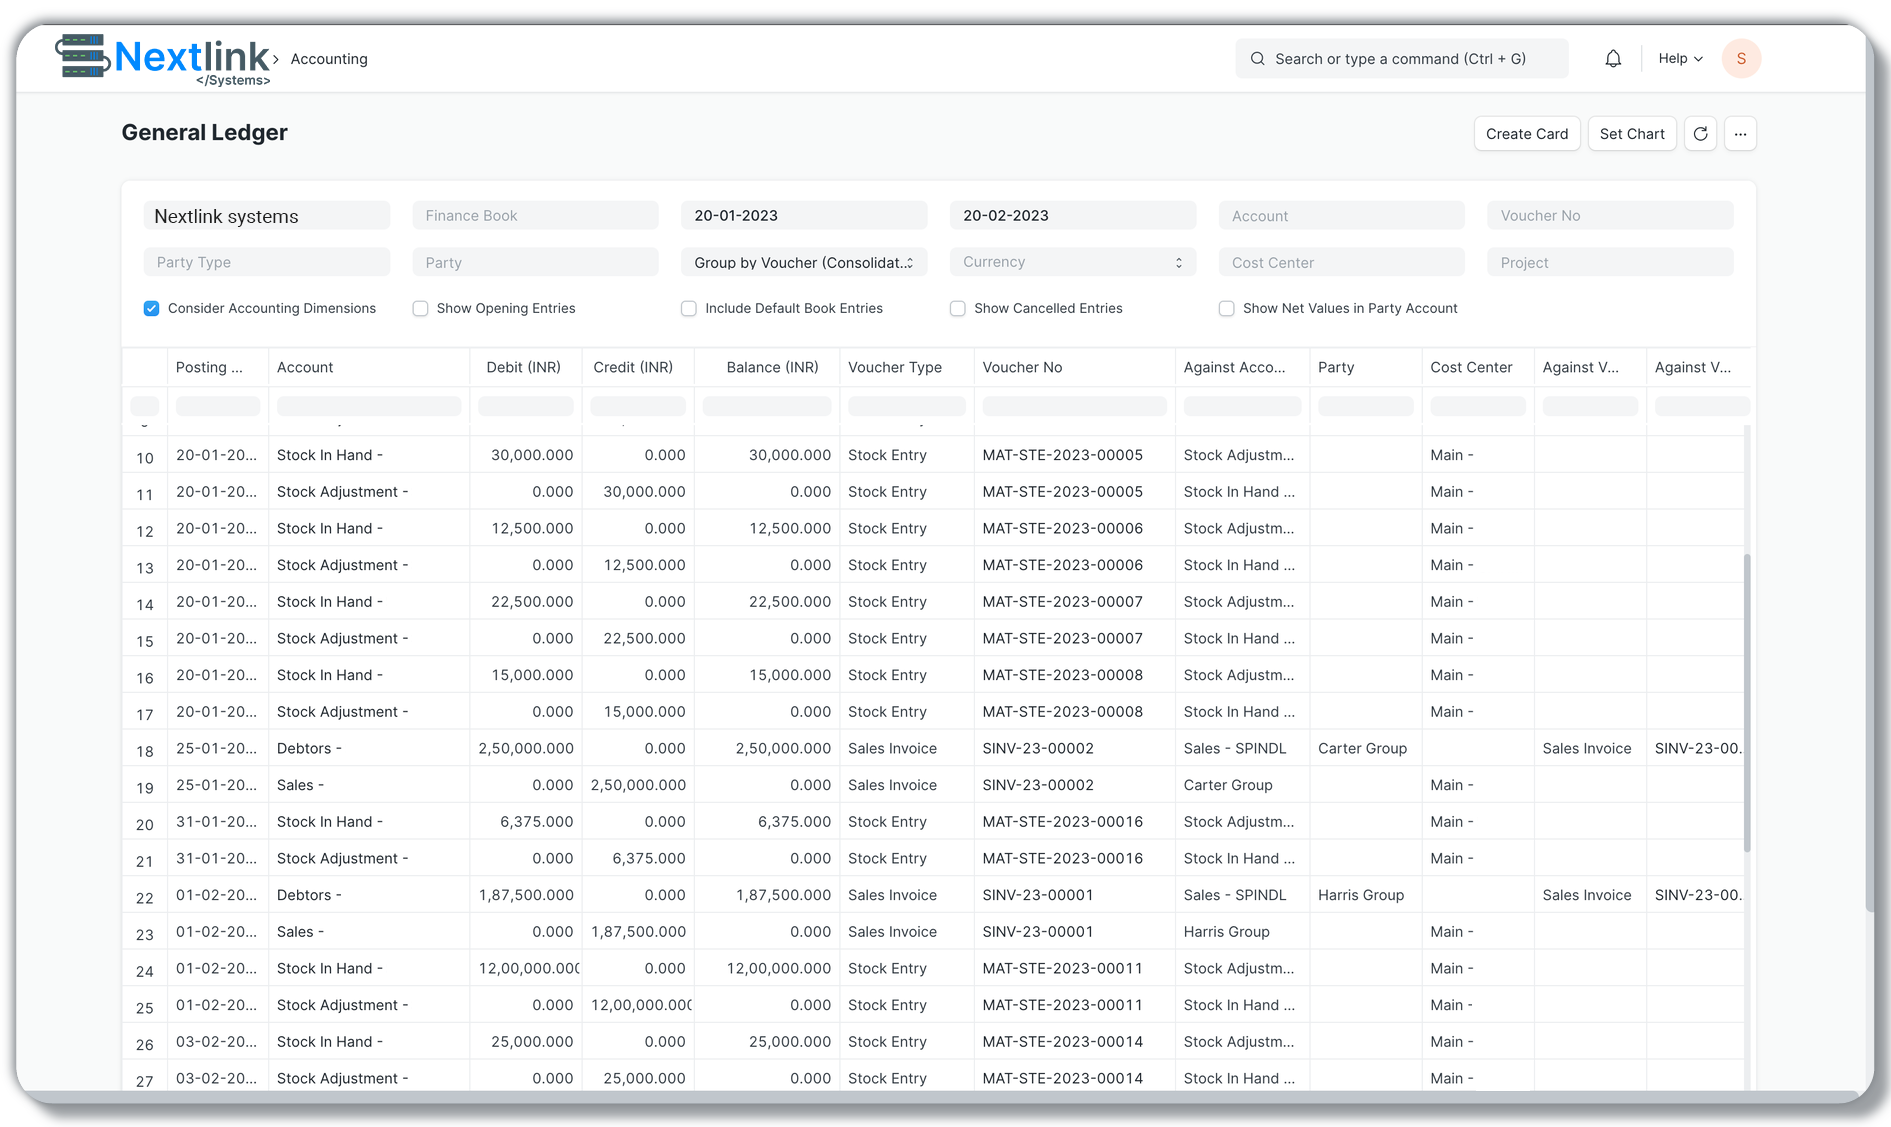 Nextlink
</Systems>
Accounting
Search or type a command (Ctrl + G)
Help
S
General Ledger
Create Card
Set Chart
...
Nextlink systems
Finance Book
20-01-2023
20-02-2023
Account
Voucher No
Party Type
Party
Group by Voucher (Consolidat...
Currency
Cost Center
Project
Consider Accounting Dimensions
Show Opening Entries
Include Default Book Entries
Show Cancelled Entries
Show Net Values in Party Account
Posting ... Account Debit (INR) Credit (INR) Balance (INR) Voucher Type Voucher No Against Acco... Party Cost Center Against V... Against V...
10 20-01-20... Stock In Hand - 30,000.000 0.000 30,000.000 Stock Entry MAT-STE-2023-00005 Stock Adjustm... Main -
11 20-01-20... Stock Adjustment - 0.000 30,000.000 0.000 Stock Entry MAT-STE-2023-00005 Stock In Hand ... Main -
12 20-01-20... Stock In Hand - 12,500.000 0.000 12,500.000 Stock Entry MAT-STE-2023-00006 Stock Adjustm... Main -
13 20-01-20... Stock Adjustment - 0.000 12,500.000 0.000 Stock Entry MAT-STE-2023-00006 Stock In Hand ... Main -
14 20-01-20... Stock In Hand - 22,500.000 0.000 22,500.000 Stock Entry MAT-STE-2023-00007 Stock Adjustm... Main -
15 20-01-20... Stock Adjustment - 0.000 22,500.000 0.000 Stock Entry MAT-STE-2023-00007 Stock In Hand ... Main -
16 20-01-20... Stock In Hand - 15,000.000 0.000 15,000.000 Stock Entry MAT-STE-2023-00008 Stock Adjustm... Main -
17 20-01-20... Stock Adjustment - 0.000 15,000.000 0.000 Stock Entry MAT-STE-2023-00008 Stock In Hand ... Main -
18 25-01-20... Debtors - 2,50,000.000 0.000 2,50,000.000 Sales Invoice SINV-23-00002 Sales - SPINDL Carter Group Sales Invoice SINV-23-00..
19 25-01-20... Sales - 0.000 2,50,000.000 0.000 Sales Invoice SINV-23-00002 Carter Group Main -
20 31-01-20... Stock In Hand - 6,375.000 0.000 6,375.000 Stock Entry MAT-STE-2023-00016 Stock Adjustm... Main -
21 31-01-20... Stock Adjustment - 0.000 6,375.000 0.000 Stock Entry MAT-STE-2023-00016 Stock In Hand ... Main -
22 01-02-20... Debtors - 1,87,500.000 0.000 1,87,500.000 Sales Invoice SINV-23-00001 Sales - SPINDL Harris Group Sales Invoice SINV-23-00..
23 01-02-20... Sales - 0.000 1,87,500.000 0.000 Sales Invoice SINV-23-00001 Harris Group Main -
24 01-02-20... Stock In Hand - 12,00,000.000 0.000 12,00,000.000 Stock Entry MAT-STE-2023-00011 Stock Adjustm... Main -
25 01-02-20... Stock Adjustment - 0.000 12,00,000.000 0.000 Stock Entry MAT-STE-2023-00011 Stock In Hand ... Main -
26 03-02-20... Stock In Hand - 25,000.000 0.000 25,000.000 Stock Entry MAT-STE-2023-00014 Stock Adjustm... Main -
27 03-02-20... Stock Adjustment - 0.000 25,000.000 0.000 Stock Entry MAT-STE-2023-00014 Stock In Hand ... Main -